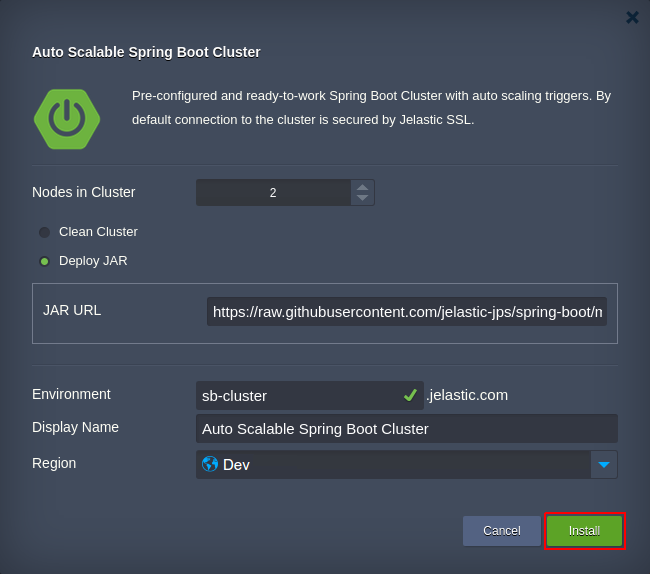 Auto Scalable Spring Boot Cluster
Pre-configured and ready-to-work Spring Boot Cluster with auto scaling triggers. By
default connection to the cluster is secured by Jelastic SSL.
Nodes in Cluster 2
Clean Cluster
Deploy JAR
JAR URL https://raw.githubusercontent.com/jelastic-jps/spring-boot/
Environment sb-cluster .jelastic.com
Display Name Auto Scalable Spring Boot Cluster
Region Dev
Cancel Install